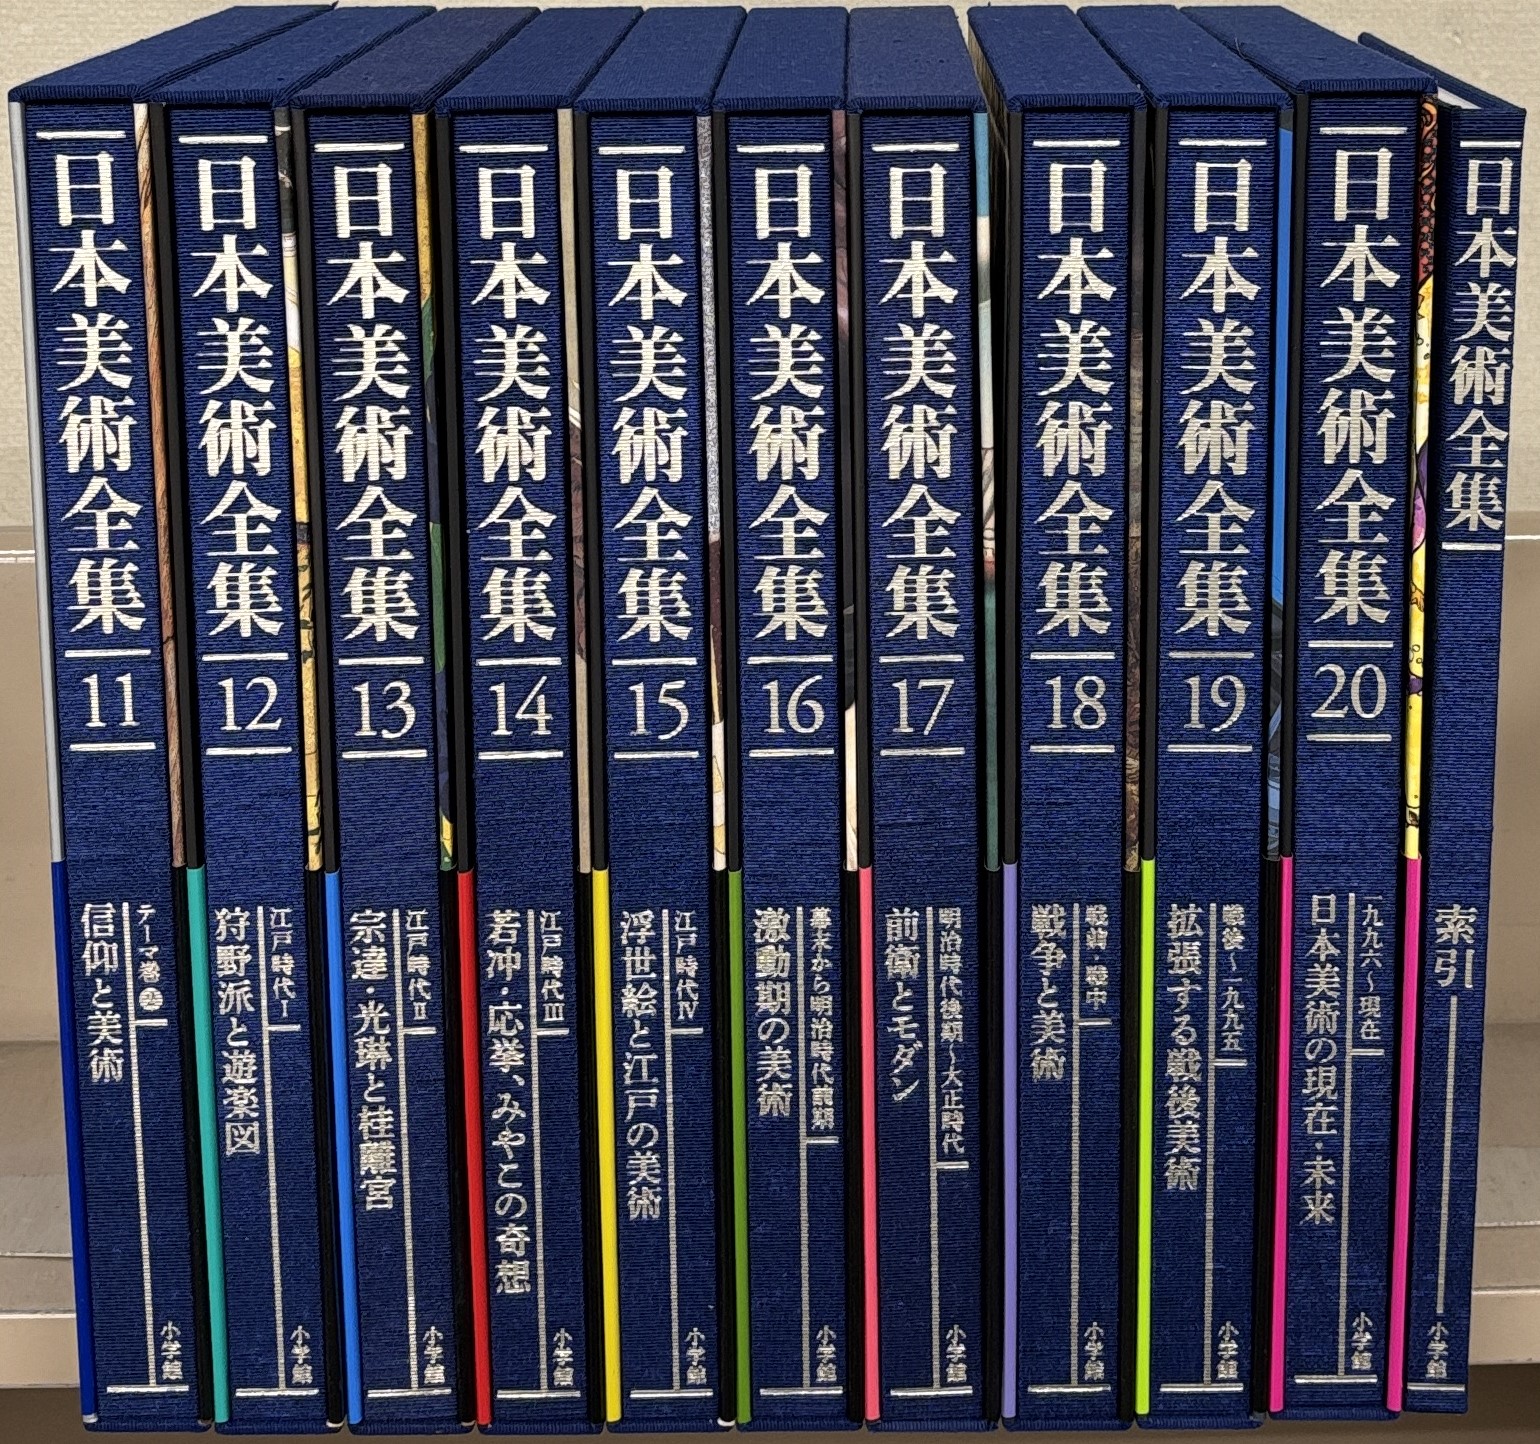 日本美術全集
11
テーマ巻②
信仰と美術
小学館
日本美術全集
12
江戸時代Ⅰ
狩野派と遊楽図
小学館
日本美術全集
13
江戸時代Ⅱ
宗達・光琳と桂離宮
小学館
日本美術全集
14
江戸時代Ⅲ
若冲・応挙、みやこの奇想
小学館
日本美術全集
15
江戸時代Ⅳ
浮世絵と江戸の美術
小学館
日本美術全集
16
幕末から明治時代前期
激動期の美術
小学館
日本美術全集
17
明治時代後期〜大正時代
前衛とモダン
小学館
日本美術全集
18
戦前・戦中
戦争と美術
小学館
日本美術全集
19
戦後〜一九九五
拡張する戦後美術
小学館
日本美術全集
20
一九九六〜現在
日本美術の現在・未来
小学館
日本美術全集
索引
小学館